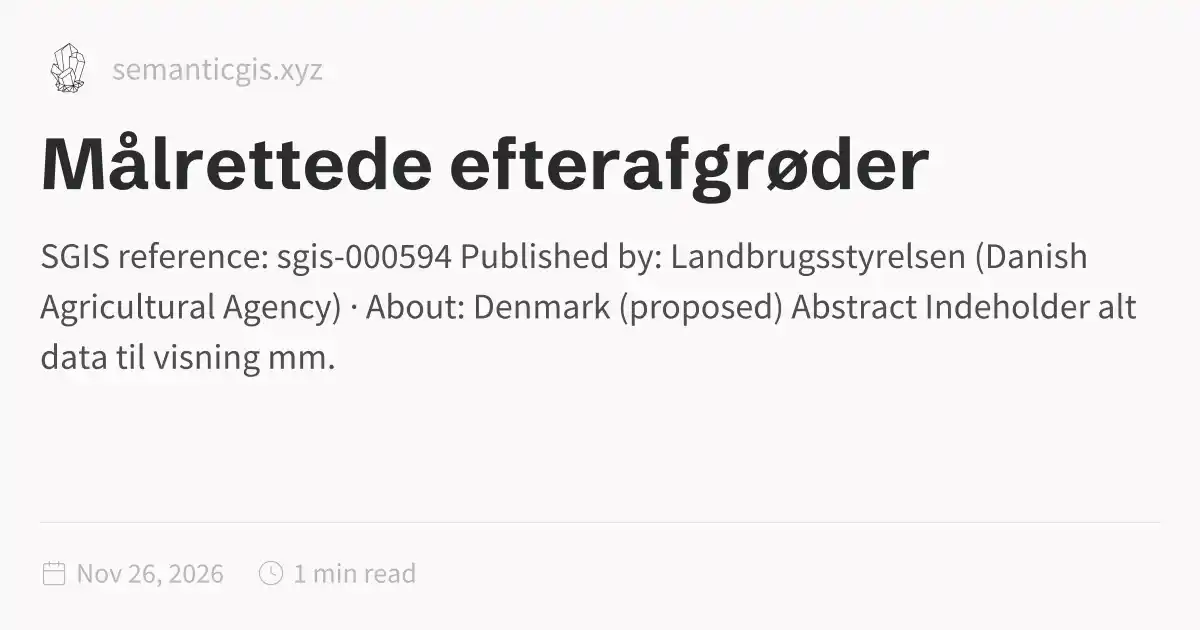 semanticgis.xyz
Målrettede efterafgrøder
SGIS reference: sgis-000594 Published by: Landbrugsstyrelsen (Danish
Agricultural Agency) · About: Denmark (proposed) Abstract Indeholder alt
data til visning mm.
Nov 26, 2026 1 min read